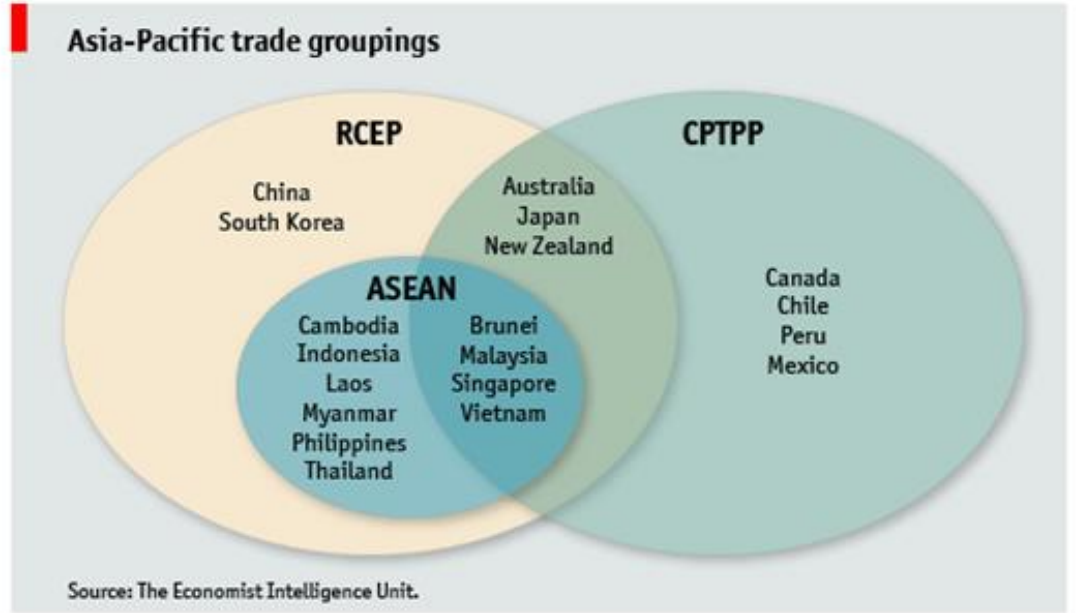 Asia-Pacific trade groupings
RCEP
China
South Korea
CPTPP
Australia
Japan
New Zealand
Canada
Chile
Peru
Mexico
ASEAN
Cambodia
Indonesia
Laos
Myanmar
Philippines
Thailand
Brunei
Malaysia
Singapore
Vietnam
Source: The Economist Intelligence Unit.